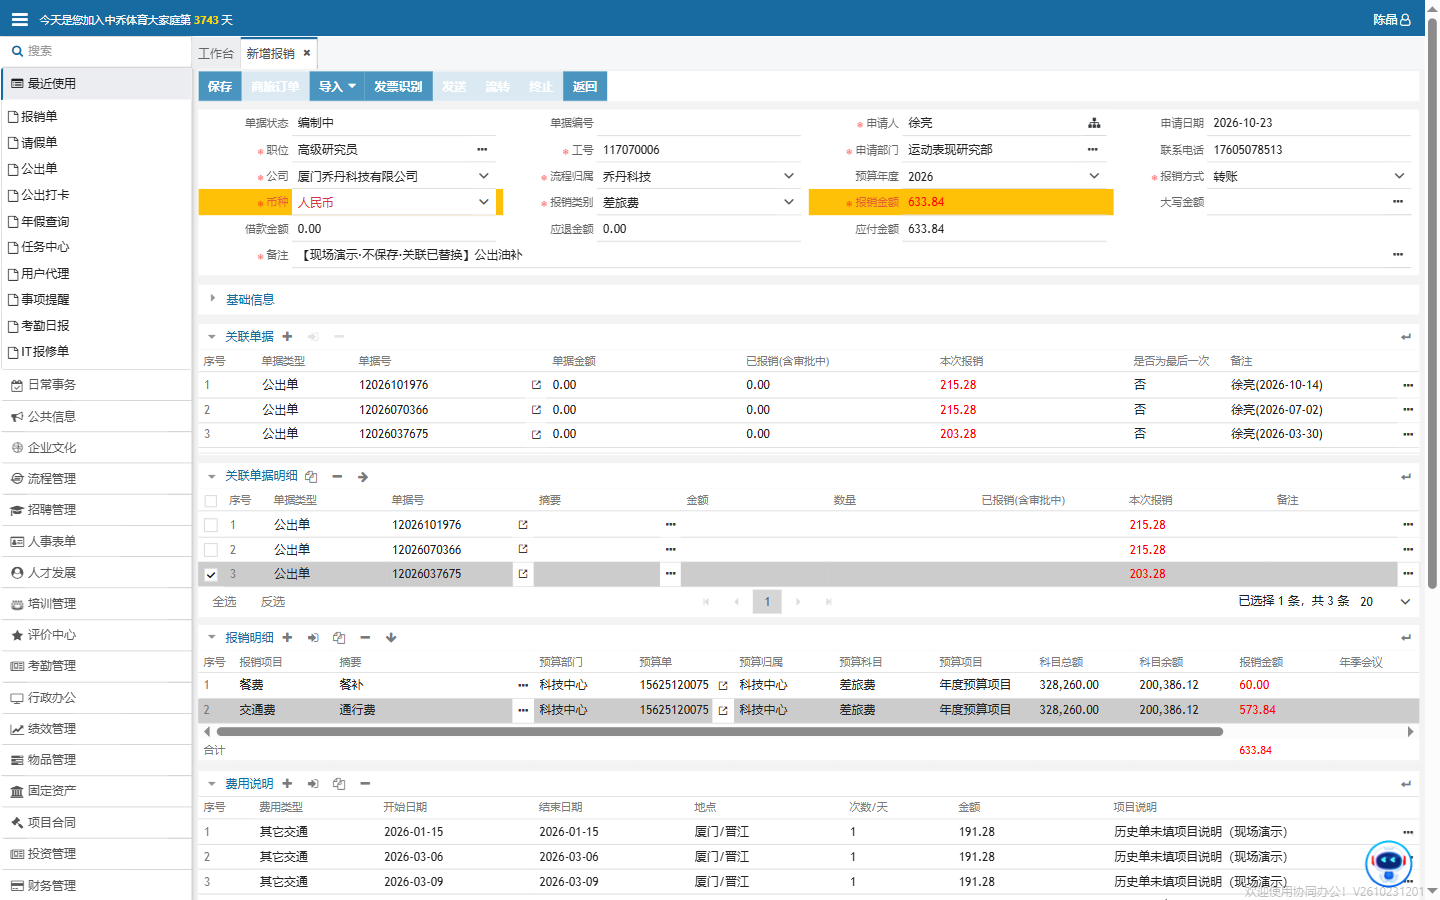 今天是您加入中乔体育大家庭第 3743 天
陈晶
搜索
最近使用
报销单
请假单
公出单
公出打卡
年假查询
任务中心
用户代理
事项提醒
考勤日报
IT报修单
日常事务
公共信息
企业文化
流程管理
招聘管理
人事表单
人才发展
培训管理
评价中心
考勤管理
行政办公
绩效管理
物品管理
固定资产
项目合同
投资管理
财务管理
工作台 新增报销 ×
保存 商旅订单 导入 发票识别 发送 流转 终止 返回
单据状态 编制中 单据编号 * 申请人 徐亮 申请日期 2026-10-23
* 职位 高级研究员 * 工号 117070006 * 申请部门 运动表现研究部 联系电话 17605078513
* 公司 厦门乔丹科技有限公司 * 流程归属 乔丹科技 预算年度 2026 * 报销方式 转账
* 币种 人民币 * 报销类别 差旅费 * 报销金额 633.84 大写金额
借款金额 0.00 应退金额 0.00 应付金额 633.84
* 备注 【现场演示·不保存·关联已替换】公出油补
基础信息
关联单据
序号 单据类型 单据号 单据金额 已报销(含审批中) 本次报销 是否为最后一次 备注
1 公出单 12026101976 0.00 0.00 215.28 否 徐亮(2026-10-14)
2 公出单 12026070366 0.00 0.00 215.28 否 徐亮(2026-07-02)
3 公出单 12026037675 0.00 0.00 203.28 否 徐亮(2026-03-30)
关联单据明细
序号 单据类型 单据号 摘要 金额 数量 已报销(含审批中) 本次报销 备注
1 公出单 12026101976 215.28
2 公出单 12026070366 215.28
3 公出单 12026037675 203.28
全选 反选 1 已选择 1 条，共 3 条 20
报销明细
序号 报销项目 摘要 预算部门 预算单 预算归属 预算科目 预算项目 科目总额 科目余额 报销金额 年季会议
1 餐费 餐补 科技中心 15625120075 科技中心 差旅费 年度预算项目 328,260.00 200,386.12 60.00
2 交通费 通行费 科技中心 15625120075 科技中心 差旅费 年度预算项目 328,260.00 200,386.12 573.84
合计 633.84
费用说明
序号 费用类型 开始日期 结束日期 地点 次数/天 金额 项目说明
1 其它交通 2026-01-15 2026-01-15 厦门/晋江 1 191.28 历史单未填项目说明（现场演示）
2 其它交通 2026-03-06 2026-03-06 厦门/晋江 1 191.28 历史单未填项目说明（现场演示）
3 其它交通 2026-03-09 2026-03-09 厦门/晋江 1 191.28 历史单未填项目说明（现场演示）
欢迎使用协同办公! V2610231201